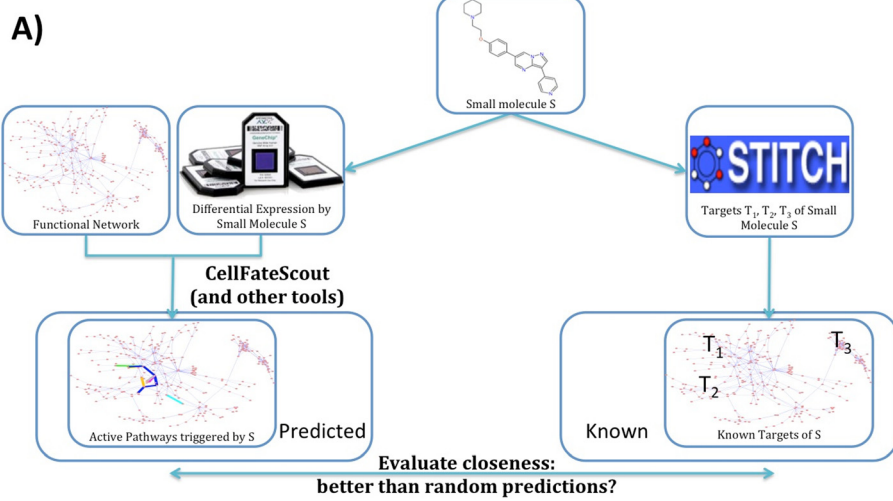 A)
Small molecule S
GeneChip
STITCH
Functional Network
Differential Expression by
Small Molecule S
Targets T1, T2, T3 of Small
Molecule S
CellFateScout
(and other tools)
T1
T2
T3
Active Pathways triggered by S
Predicted
Known
Known Targets of S
Evaluate closeness:
better than random predictions?